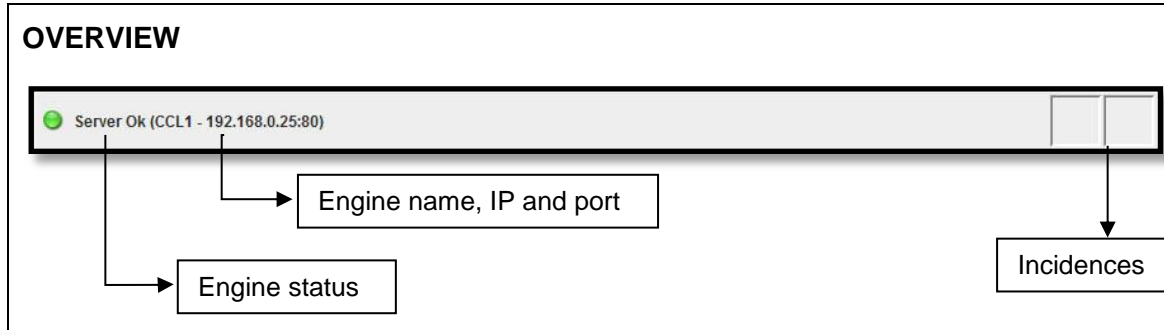 OVERVIEW
Server Ok (CCL1 - 192.168.0.25:80)
Engine name, IP and port
Incidences
Engine status